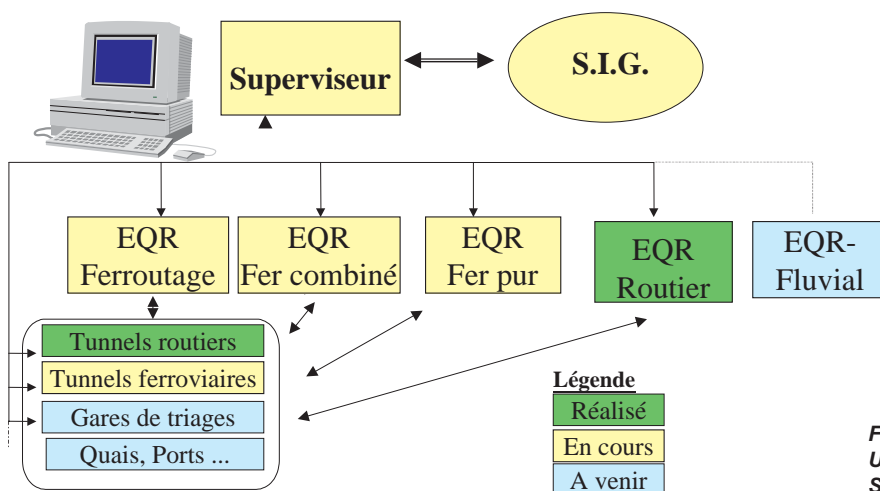 Superviseur
S.I.G.
EQR
Ferroutage
EQR
Fer combiné
EQR
Fer pur
EQR
Routier
EQR-
Fluvial
Tunnels routiers
Tunnels ferroviaires
Gares de triages
Quais, Ports ...
Légende
Réalisé
En cours
A venir
F
U
S